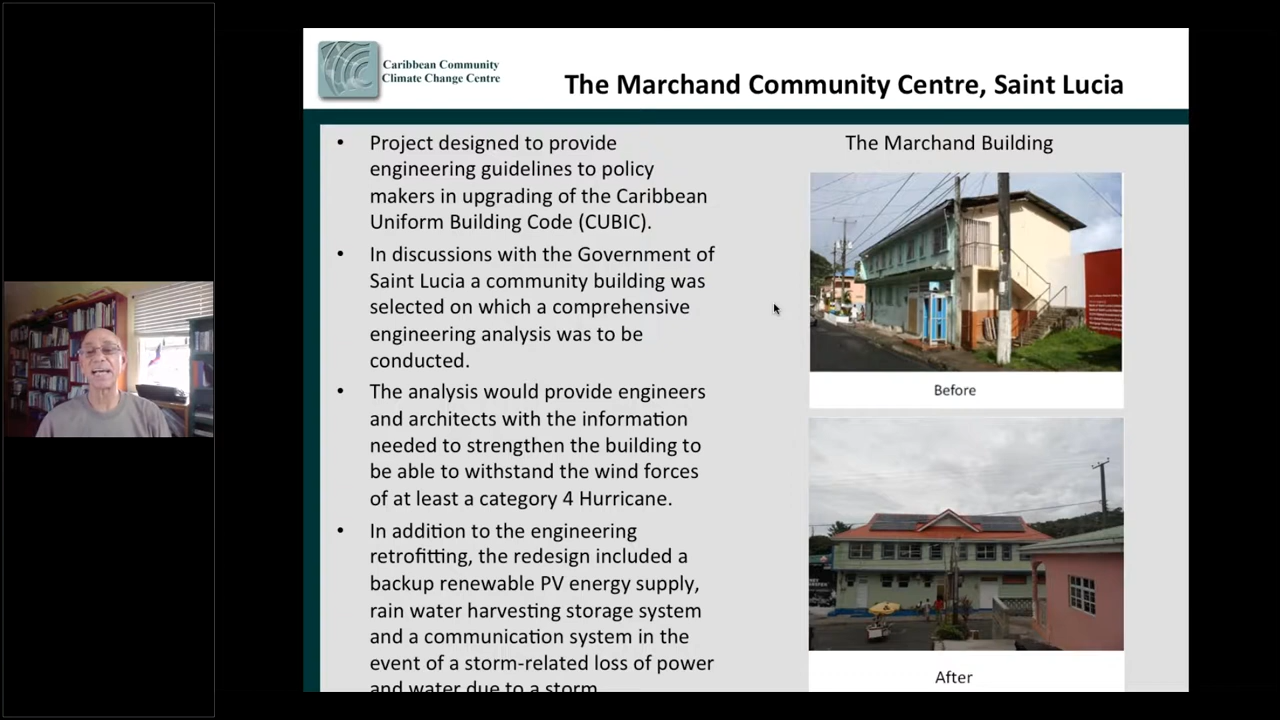 Caribbean Community
Climate Change Centre
The Marchand Community Centre, Saint Lucia
• Project designed to provide
engineering guidelines to policy
makers in upgrading of the Caribbean
Uniform Building Code (CUBIC).
• In discussions with the Government of
Saint Lucia a community building was
selected on which a comprehensive
engineering analysis was to be
conducted.
• The analysis would provide engineers
and architects with the information
needed to strengthen the building to
be able to withstand the wind forces
of at least a category 4 Hurricane.
• In addition to the engineering
retrofitting, the redesign included a
backup renewable PV energy supply,
rain water harvesting storage system
and a communication system in the
event of a storm-related loss of power
and water due to a storm
The Marchand Building
Before
After